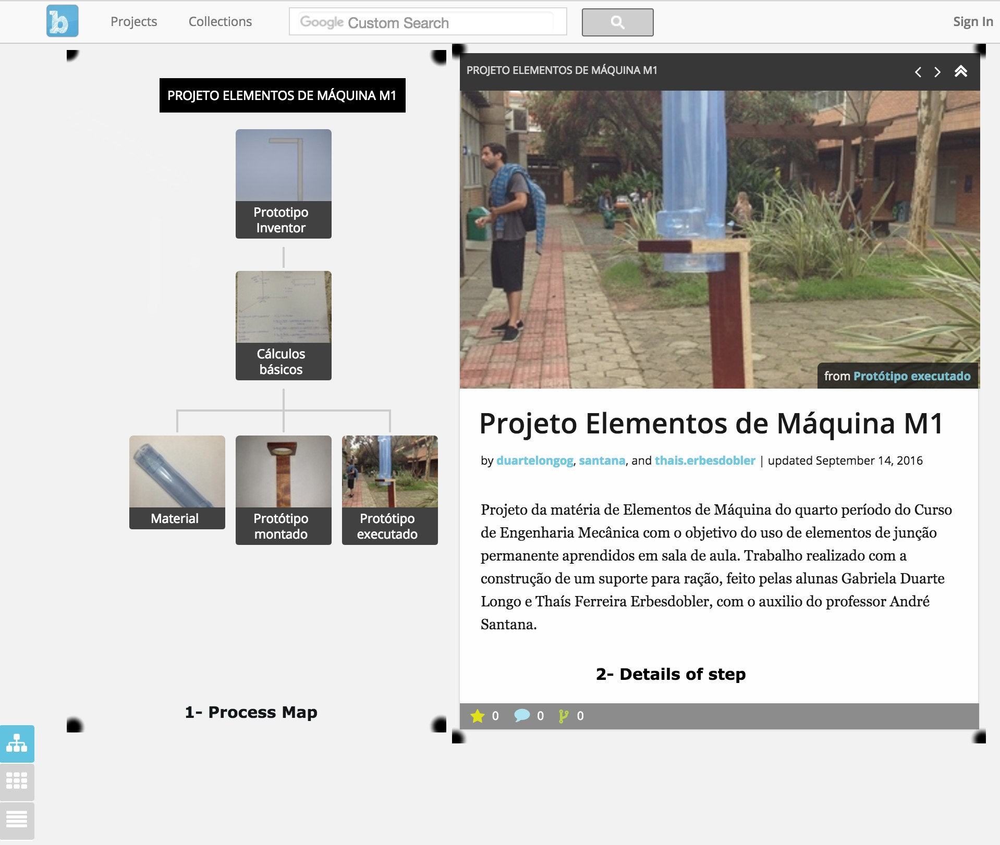 b
Projects
Collections
Google Custom Search
Sign In
PROJETO ELEMENTOS DE MÁQUINA M1
Prototipo
Inventor
Cálculos
básicos
Material
Protótipo
montado
Protótipo
executado
1- Process Map
PROJETO ELEMENTOS DE MÁQUINA M1
from Protótipo executado
Projeto Elementos de Máquina M1
by duartelongog, santana, and thais.erbesdobler | updated September 14, 2016
Projeto da matéria de Elementos de Máquina do quarto período do Curso
de Engenharia Mecânica com o objetivo do uso de elementos de junção
permanente aprendidos em sala de aula. Trabalho realizado com a
construção de um suporte para ração, feito pelas alunas Gabriela Duarte
Longo e Thaís Ferreira Erbesdobler, com o auxilio do professor André
Santana.
2- Details of step
0 0 0